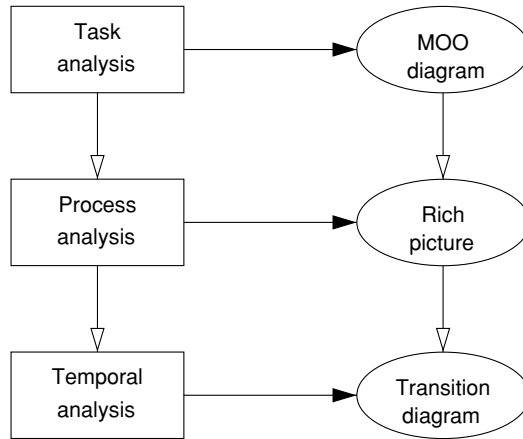 Task
analysis
MOO
diagram
Process
analysis
Rich
picture
Temporal
analysis
Transition
diagram